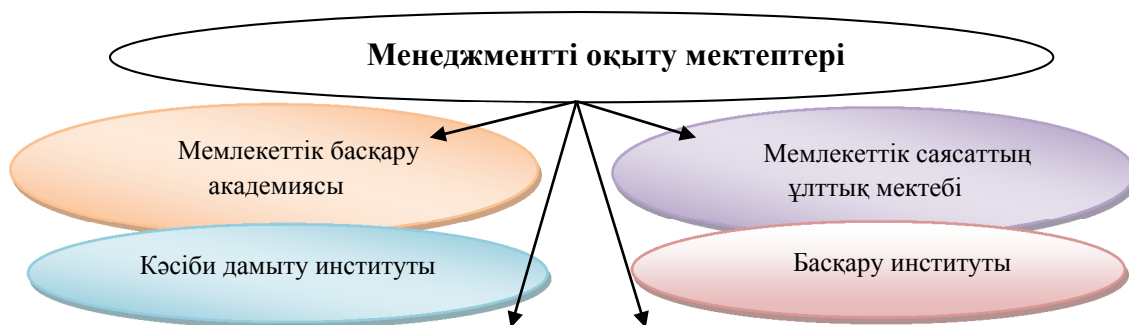 Менеджментті оқыту мектептері
Мемлекеттік басқару
академиясы
Мемлекеттік саясаттың
ұлттық мектебі
Кәсіби дамыту институты
Басқару институты